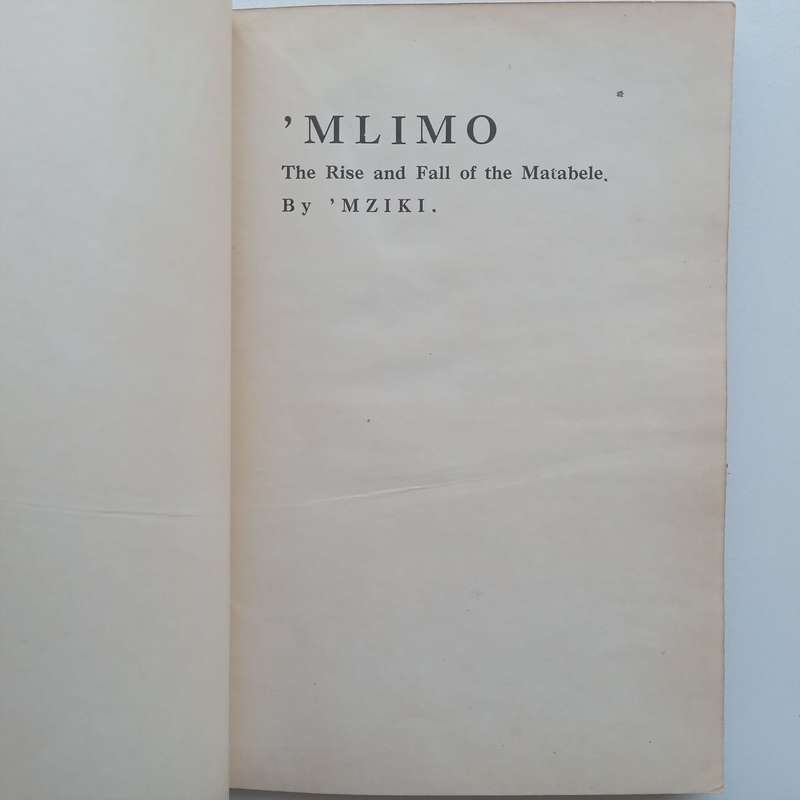 ’MLIMO
The Rise and Fall of the Matabele.
By ’MZIKI.